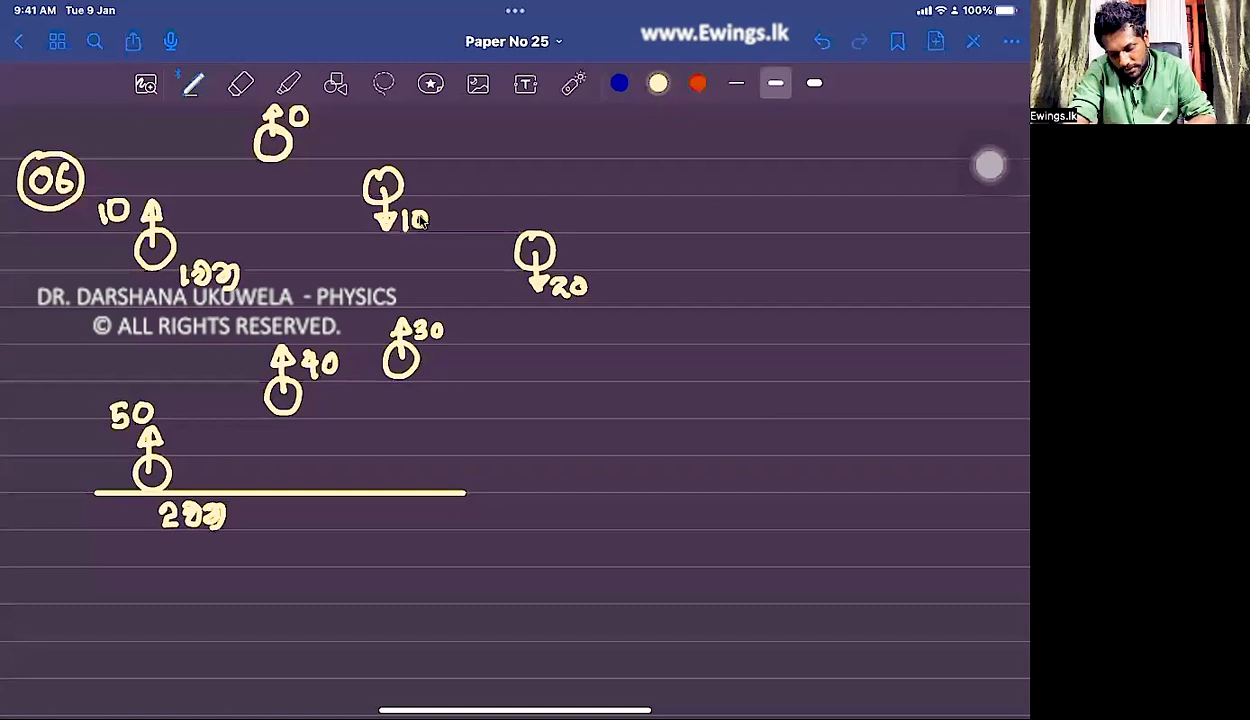 9:41 AM Tue 9 Jan
100%
Paper No 25
www.Ewings.lk
Ewings.lk
0
06
10
10
1වන
20
DR. DARSHANA UKUWELA - PHYSICS
© ALL RIGHTS RESERVED.
30
40
50
2වන